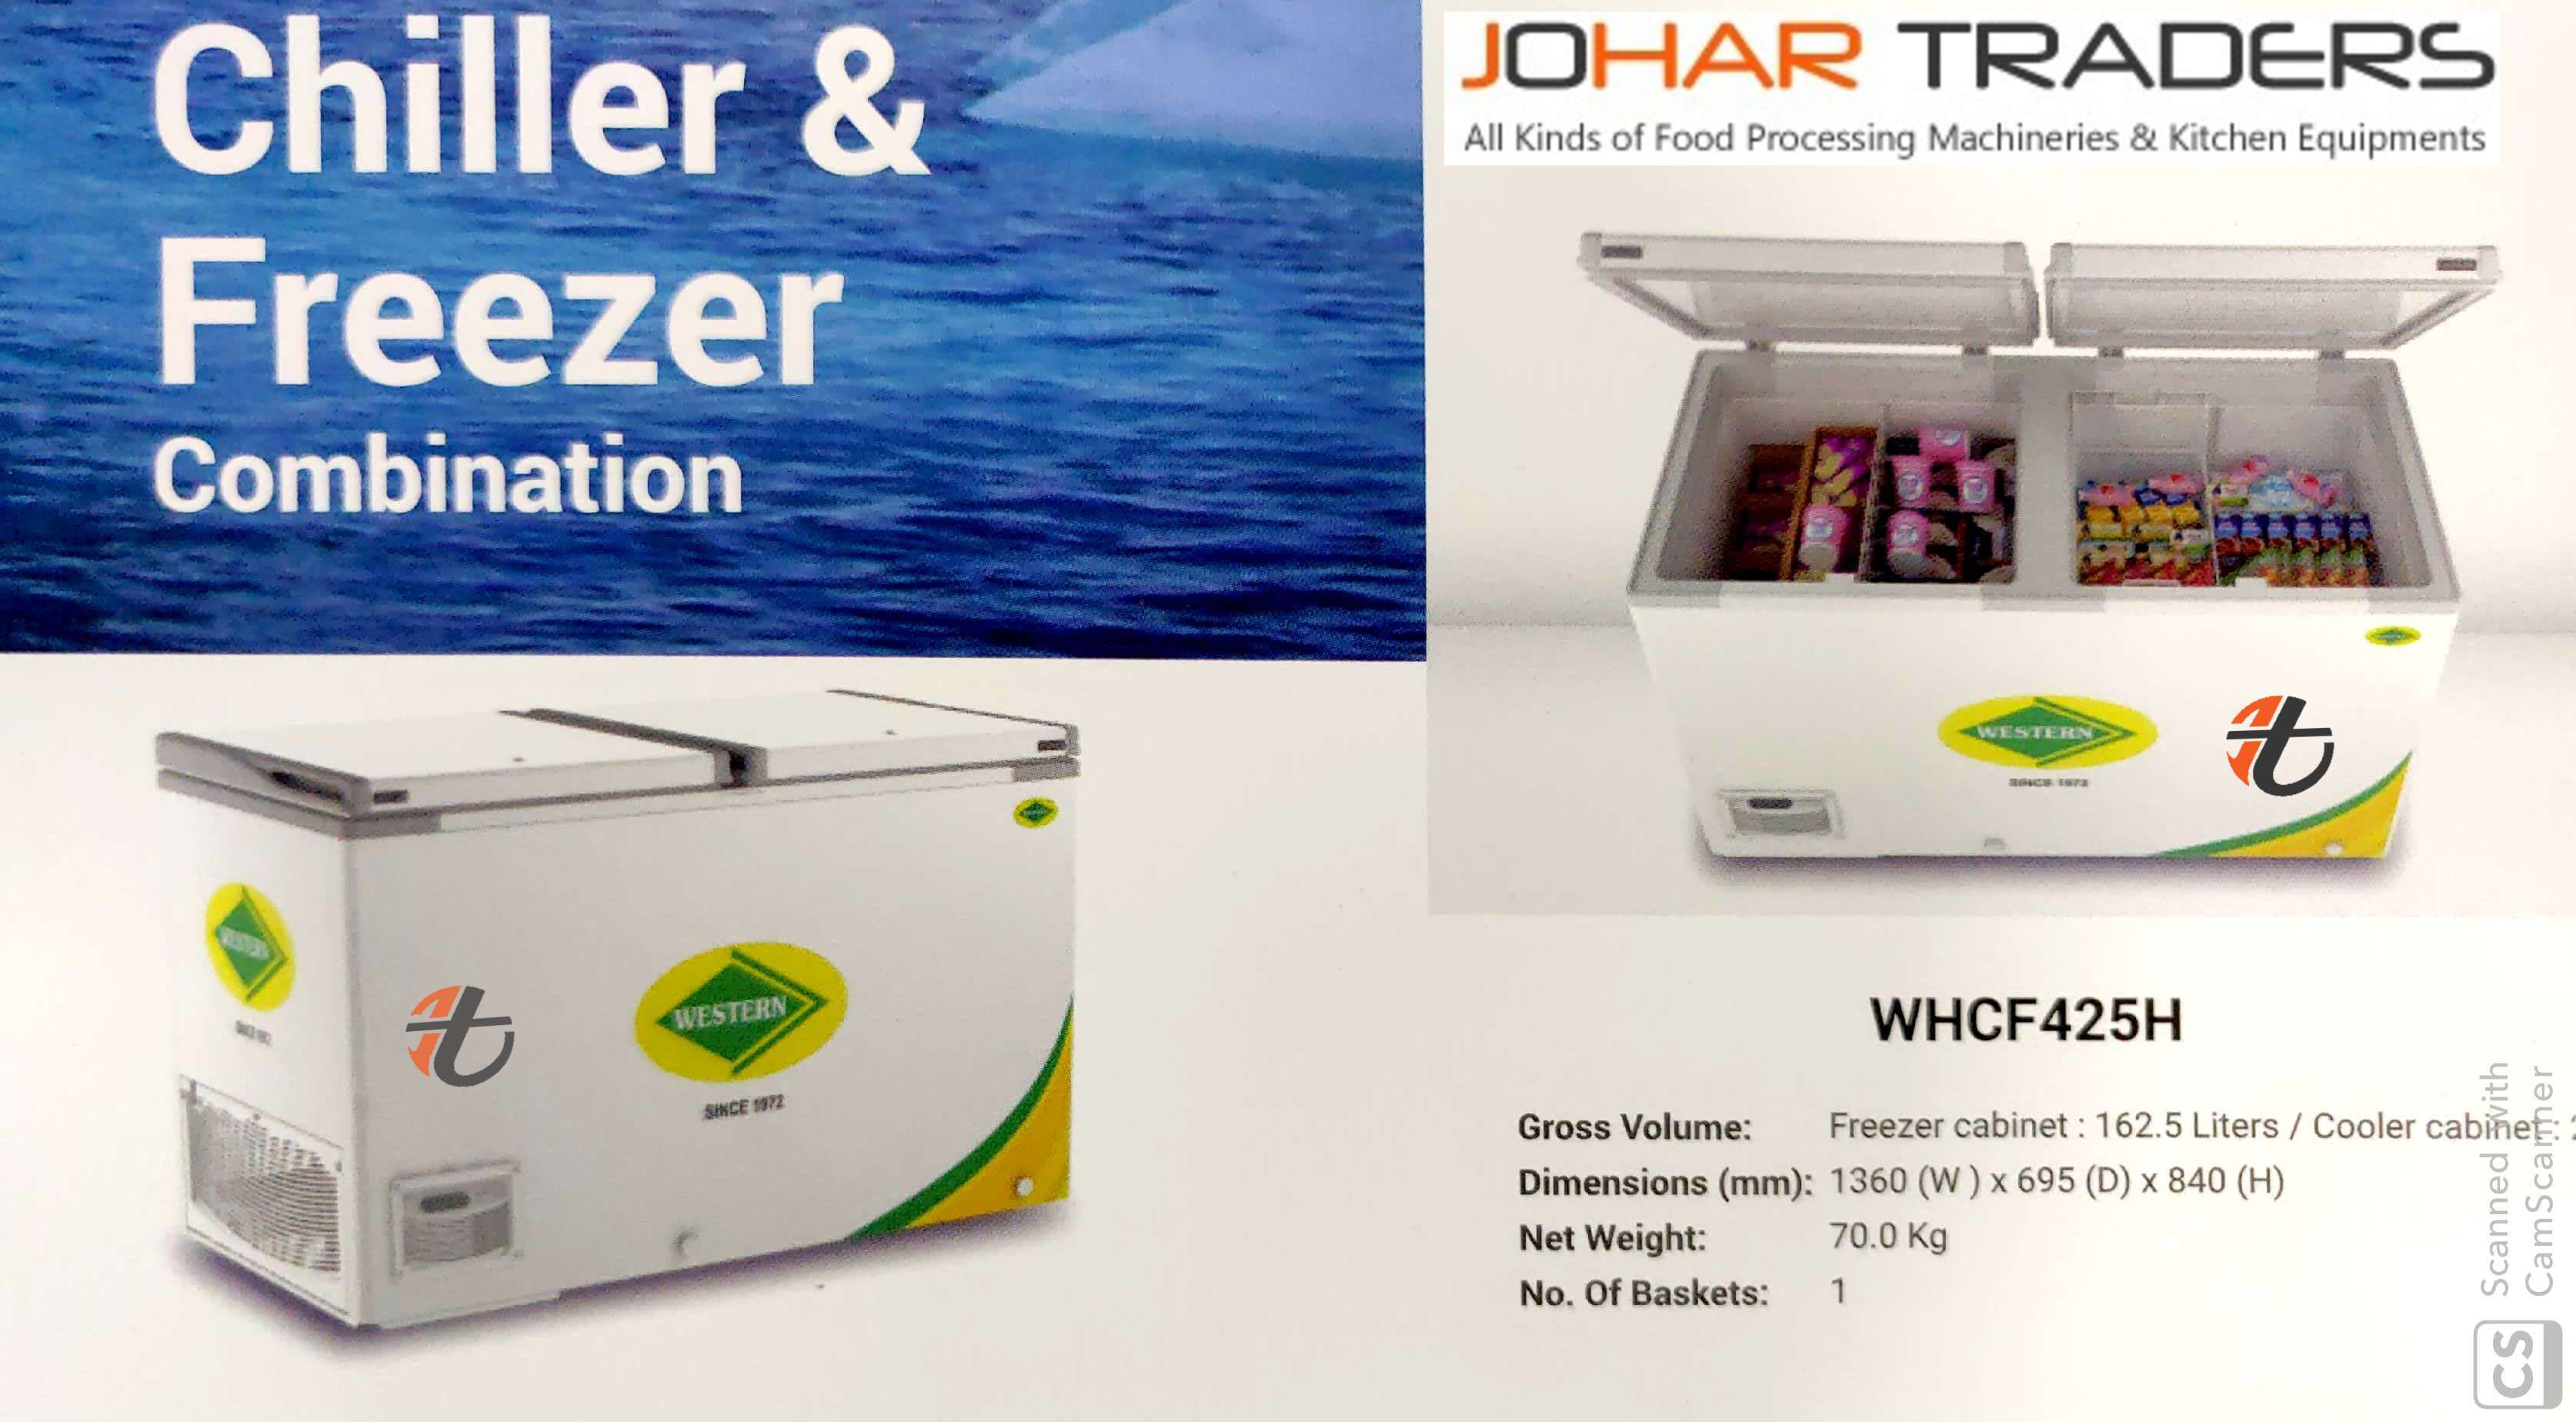 Chiller &
Freezer
Combination
JOHAR TRADERS
All Kinds of Food Processing Machineries & Kitchen Equipments
WESTERN
SINCE 1972
WESTERN
WESTERN
SINCE 1972
WHCF425H
Gross Volume: Freezer cabinet : 162.5 Liters / Cooler cabinet :
Dimensions (mm): 1360 (W ) x 695 (D) x 840 (H)
Net Weight: 70.0 Kg
No. Of Baskets: 1
Scanned with
CamScanner
CS